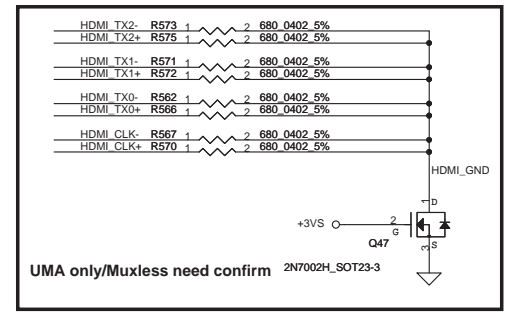 HDMI_TX2- R573 1 2 680_0402_5%
HDMI_TX2+ R575 1 2 680_0402_5%
HDMI_TX1- R571 1 2 680_0402_5%
HDMI_TX1+ R572 1 2 680_0402_5%
HDMI_TX0- R562 1 2 680_0402_5%
HDMI_TX0+ R566 1 2 680_0402_5%
HDMI_CLK- R567 1 2 680_0402_5%
HDMI_CLK+ R570 1 2 680_0402_5%
HDMI_GND
1 D
+3VS 2
G
Q47
3 S
UMA only/Muxless need confirm 2N7002H_SOT23-3